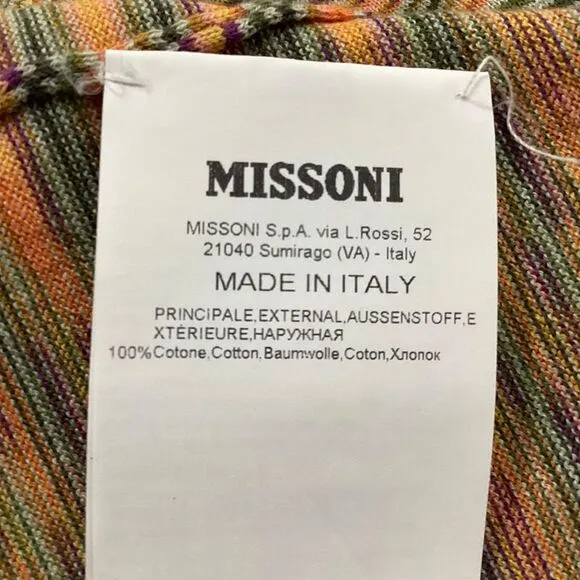 MISSONI
MISSONI S.p.A. via L.Rossi, 52
21040 Sumirago (VA) - Italy
MADE IN ITALY
PRINCIPALE,EXTERNAL,AUSSENSTOFF,E
XTÉRIEURE,НАРУЖНАЯ
100%Cotone,Cotton,Baumwolle,Coton,Хлопок